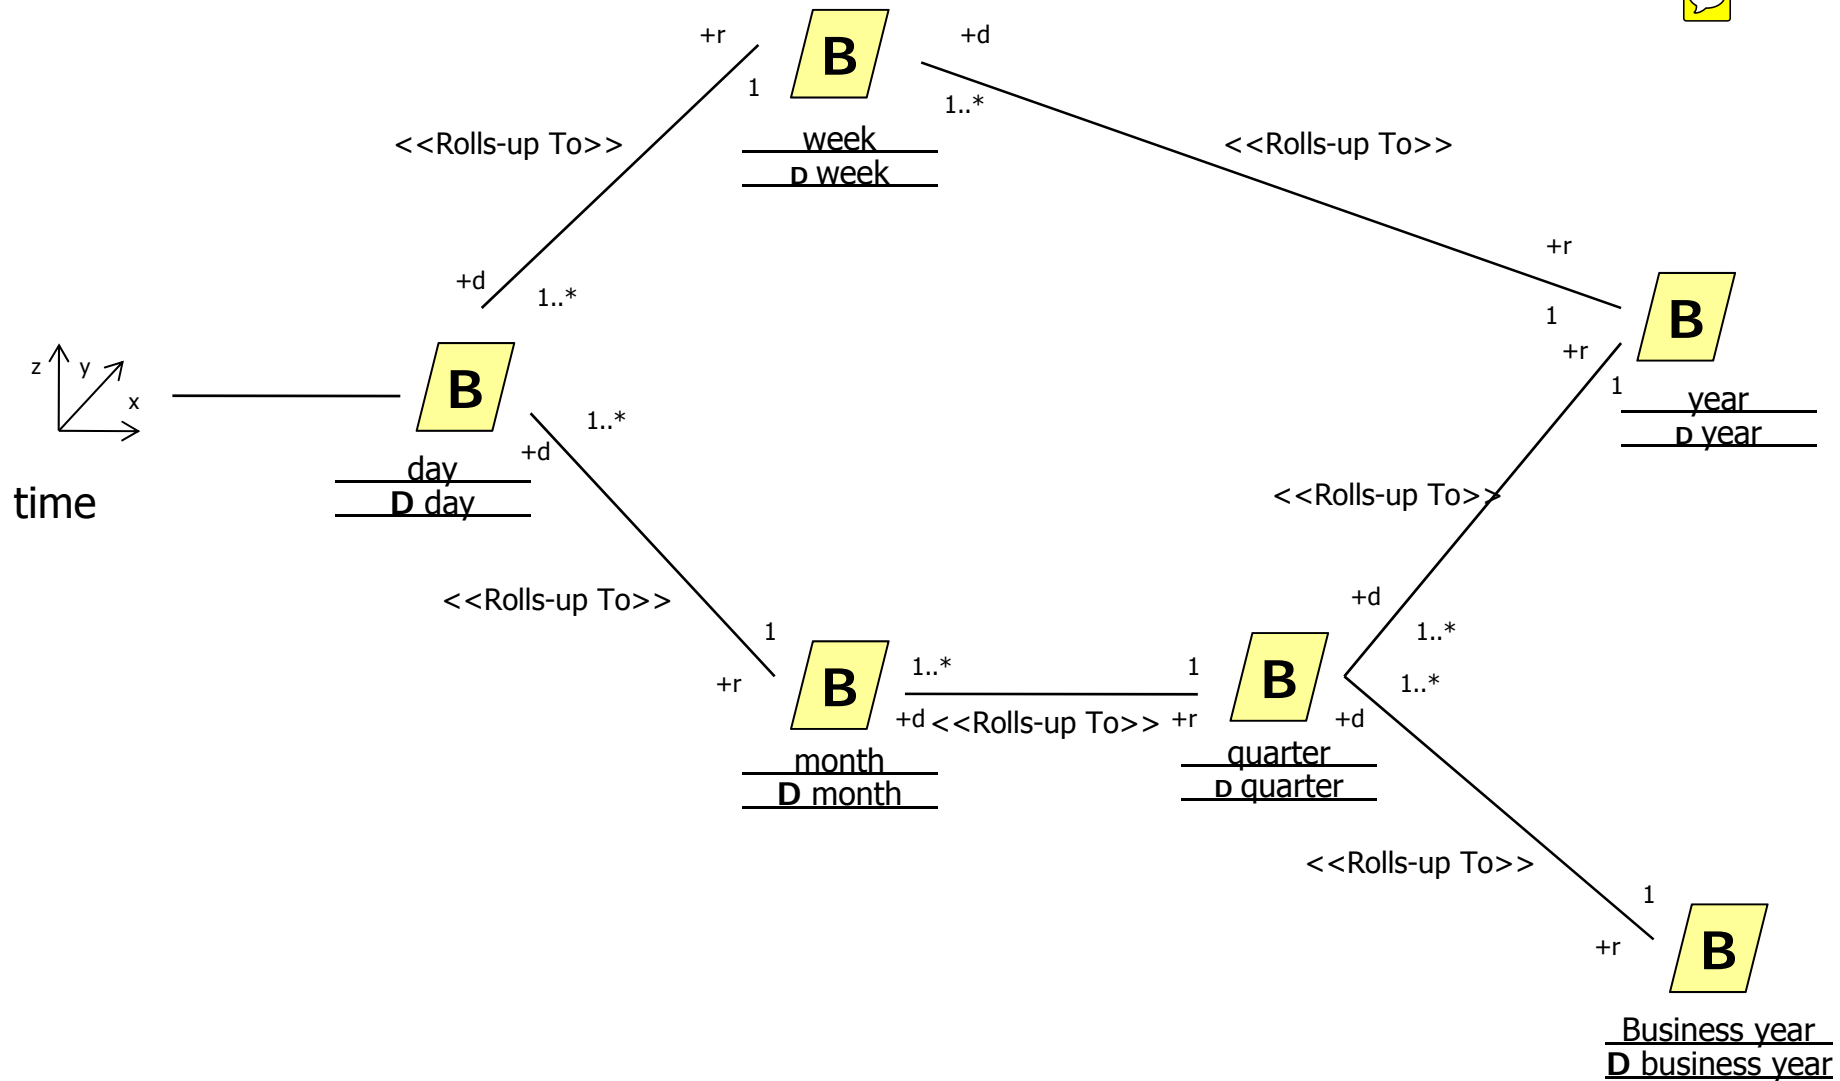 +r
B
+d
1
1..*
<<Rolls-up To>>
week
<<Rolls-up To>>
D week
+r
+d
1..*
1
B
z
y
x
B
+r
1
year
1..*
+d
D year
day
time
D day
<<Rolls-up To>>
<<Rolls-up To>>
+d
1
1..*
+r
B
1..*
1
B
1..*
+d
<<Rolls-up To>>
+r
+d
month
quarter
D month
D quarter
<<Rolls-up To>>
1
+r
B
Business year
D business year